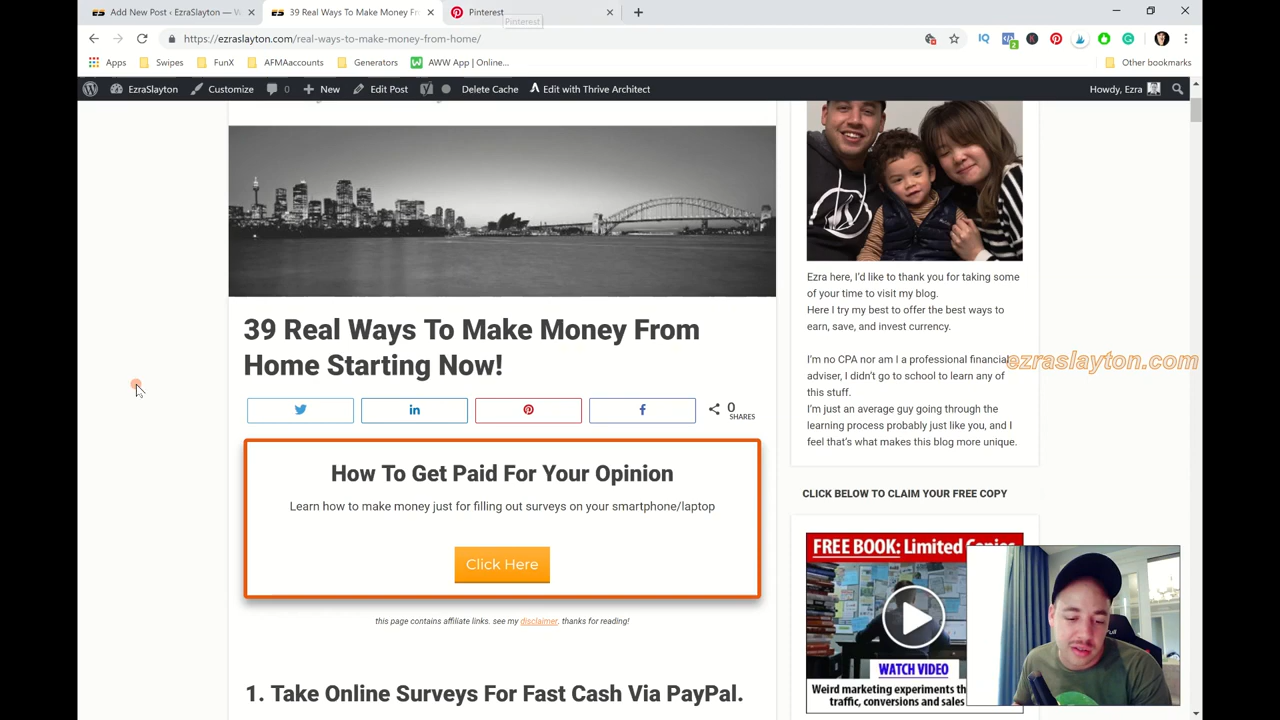 Add New Post ‹ EzraSlayton — W
39 Real Ways To Make Money Fr
Pinterest
Pinterest
https://ezraslayton.com/real-ways-to-make-money-from-home/
2
Apps
Swipes
FunX
AFMAaccounts
Generators
AWW App | Online...
Other bookmarks
EzraSlayton
Customize
0
New
Edit Post
Delete Cache
Edit with Thrive Architect
Howdy, Ezra
39 Real Ways To Make Money From
Home Starting Now!
0
SHARES
How To Get Paid For Your Opinion
Learn how to make money just for filling out surveys on your smartphone/laptop
Click Here
this page contains affiliate links. see my disclaimer. thanks for reading!
1. Take Online Surveys For Fast Cash Via PayPal.
Ezra here, I'd like to thank you for taking some
of your time to visit my blog.
Here I try my best to offer the best ways to
earn, save, and invest currency.
I'm no CPA nor am I a professional financial
adviser, I didn't go to school to learn any of
this stuff.
I'm just an average guy going through the
learning process probably just like you, and I
feel that's what makes this blog more unique.
ezraslayton.com
CLICK BELOW TO CLAIM YOUR FREE COPY
FREE BOOK: Limited Copies
WATCH VIDEO
Weird marketing experiments th
traffic, conversions and sales